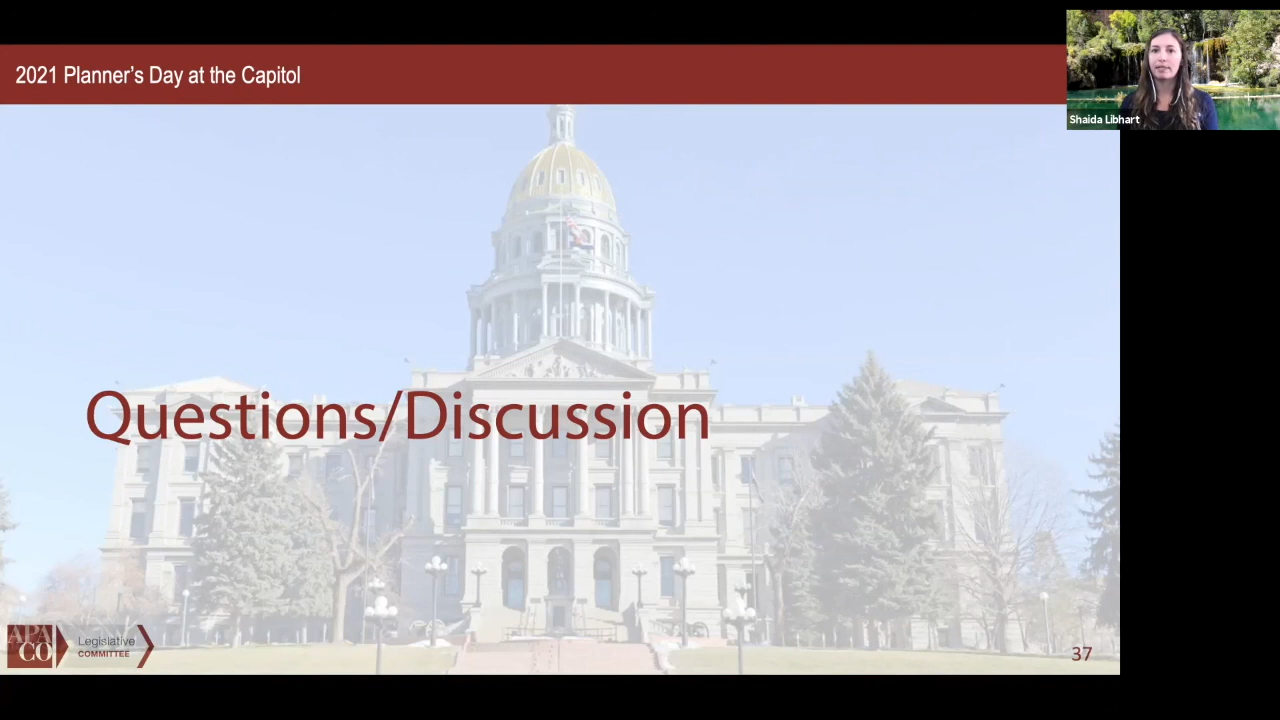 2021 Planner's Day at the Capitol
Shaida Libhart
Questions/Discussion
APA
CO
Legislative
COMMITTEE
37